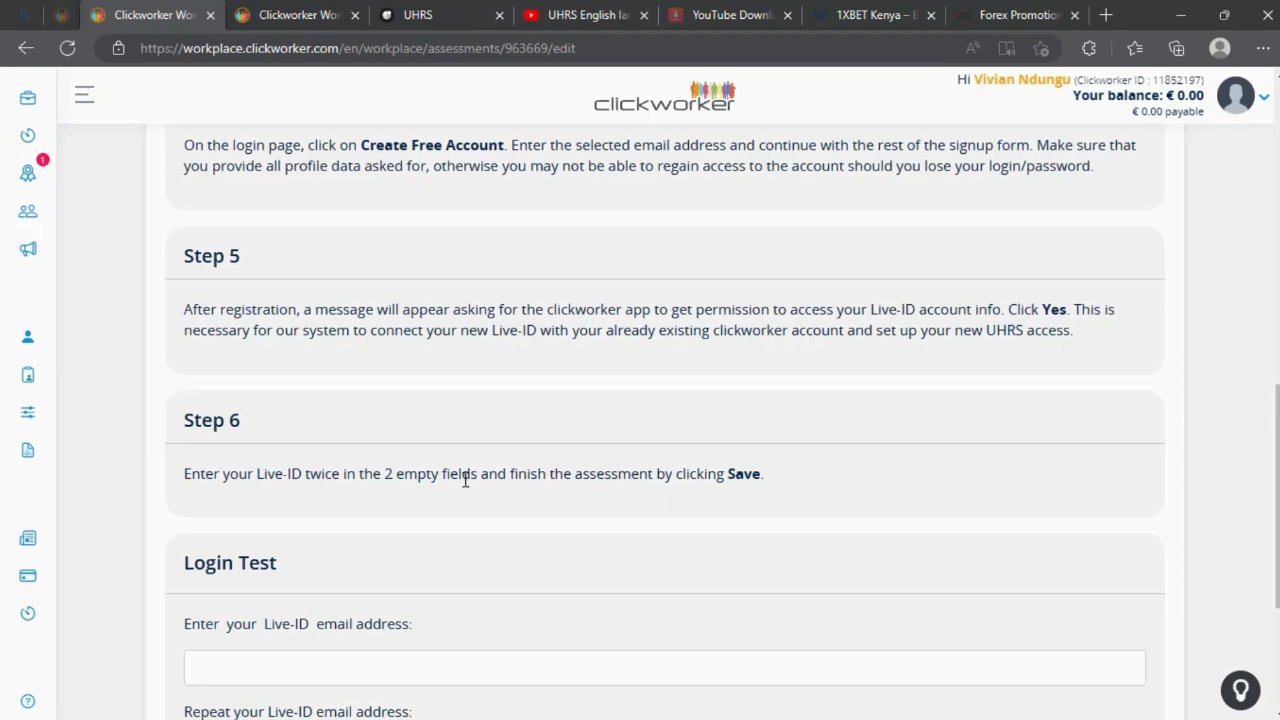 Clickworker Wor
Clickworker Wor
UHRS
UHRS English lan
YouTube Downl
1XBET Kenya – B
Forex Promotion
https://workplace.clickworker.com/en/workplace/assessments/963669/edit
clickworker
Hi Vivian Ndungu (Clickworker ID : 11852197)
Your balance: € 0.00
€ 0.00 payable
1
On the login page, click on Create Free Account. Enter the selected email address and continue with the rest of the signup form. Make sure that
you provide all profile data asked for, otherwise you may not be able to regain access to the account should you lose your login/password.
Step 5
After registration, a message will appear asking for the clickworker app to get permission to access your Live-ID account info. Click Yes. This is
necessary for our system to connect your new Live-ID with your already existing clickworker account and set up your new UHRS access.
Step 6
Enter your Live-ID twice in the 2 empty fields and finish the assessment by clicking Save.
Login Test
Enter your Live-ID email address:
Repeat your Live-ID email address: